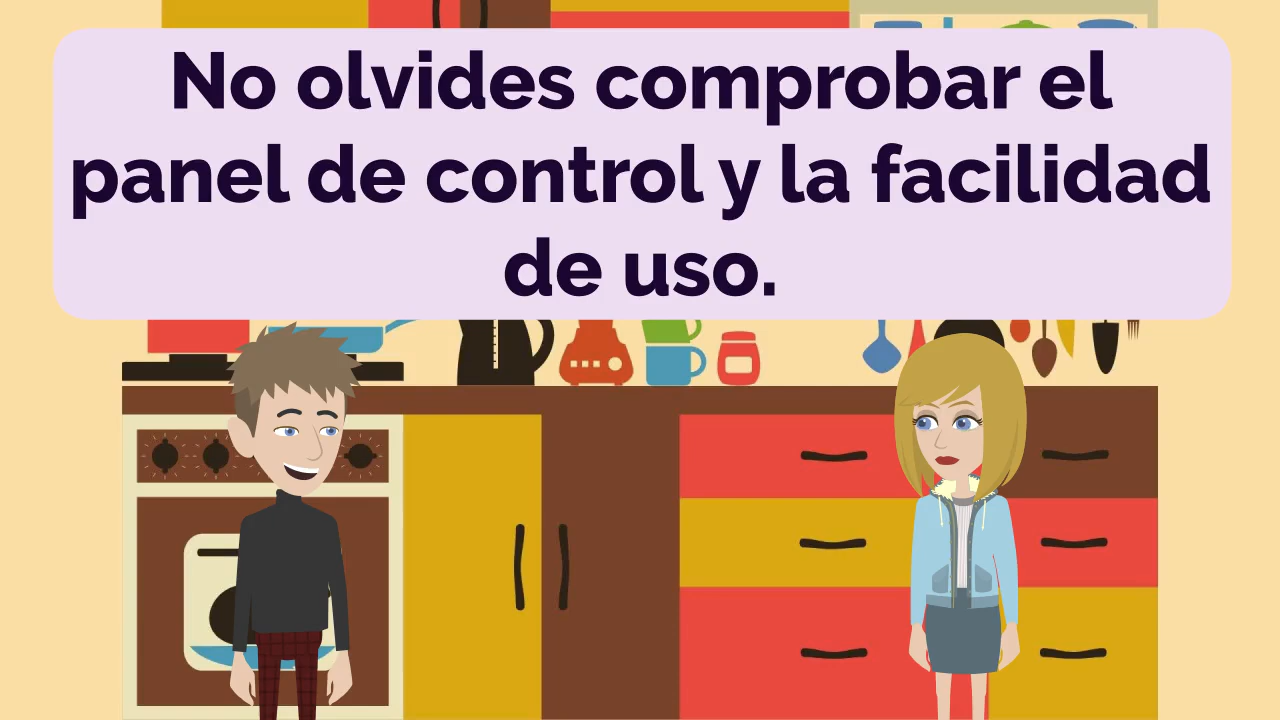 No olvides comprobar el
panel de control y la facilidad
de uso.